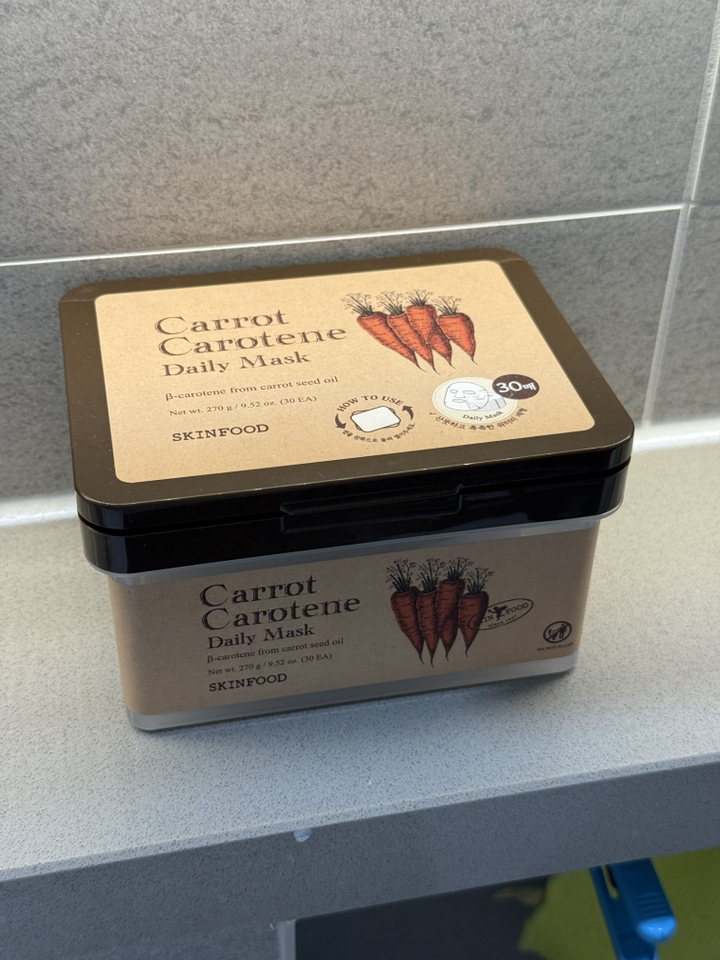 Carrot
Carotene
Daily Mask
β-carotene from carrot seed oil
Net wt. 270 g / 9.52 oz. (30 EA)
SKINFOOD
HOW TO USE
30매
Daily Mask
Carrot
Carotene
Daily Mask
β-carotene from carrot seed oil
Net wt. 270 g / 9.52 oz. (30 EA)
SKINFOOD
SKIN FOOD